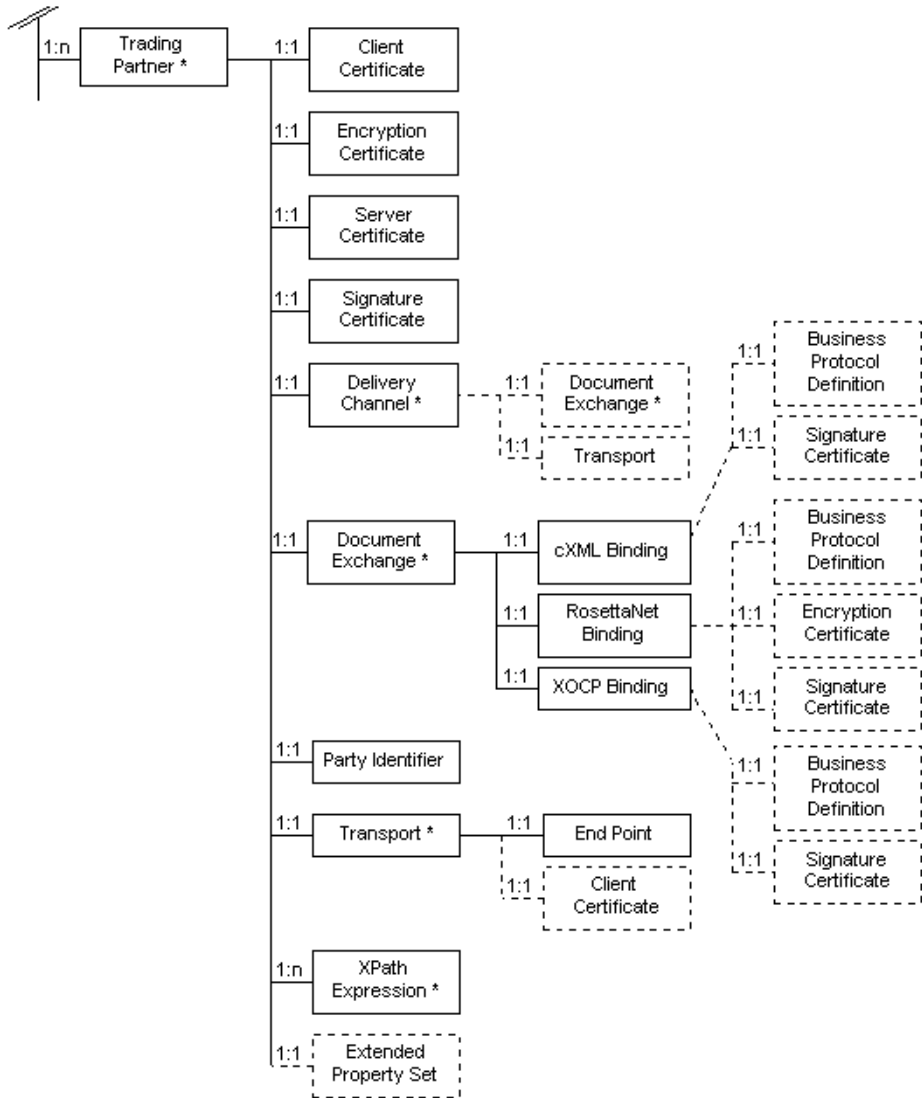 1:n
Trading
Partner *
1:1
Client
Certificate
1:1
Encryption
Certificate
1:1
Server
Certificate
1:1
Signature
Certificate
1:1
Delivery
Channel *
1:1
Document
Exchange *
1:1
Transport
1:1
Business
Protocol
Definition
1:1
Signature
Certificate
1:1
Document
Exchange *
1:1
cXML Binding
1:1
RosettaNet
Binding
1:1
XOCP Binding
1:1
Business
Protocol
Definition
1:1
Encryption
Certificate
1:1
Signature
Certificate
1:1
Business
Protocol
Definition
1:1
Signature
Certificate
1:1
Party Identifier
1:1
Transport *
1:1
End Point
1:1
Client
Certificate
1:n
XPath
Expression *
1:1
Extended
Property Set